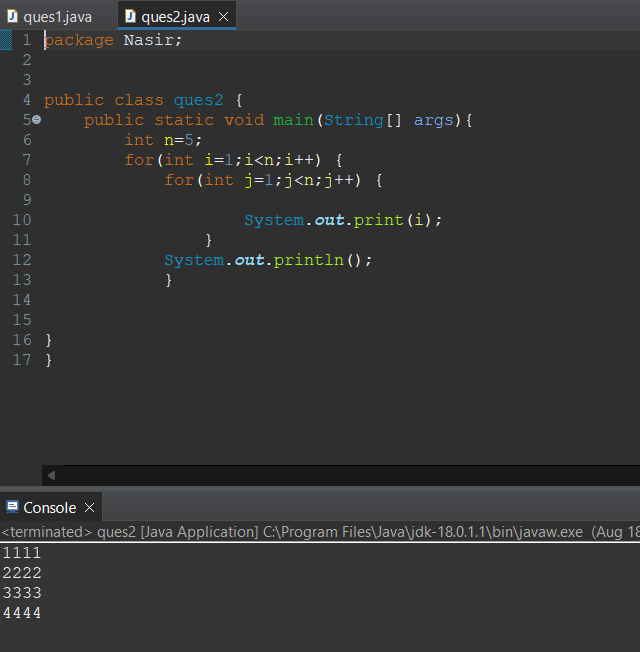 ques1.java ques2.java
1 package Nasir;
2
3
4 public class ques2 {
5 public static void main(String[] args){
6 int n=5;
7 for(int i=1;i<n;i++) {
8 for(int j=1;j<n;j++) {
9
10 System.out.print(i);
11 }
12 System.out.println();
13 }
14
15
16 }
17 }
Console
<terminated> ques2 [Java Application] C:\Program Files\Java\jdk-18.0.1.1\bin\javaw.exe (Aug 18
1111
2222
3333
4444